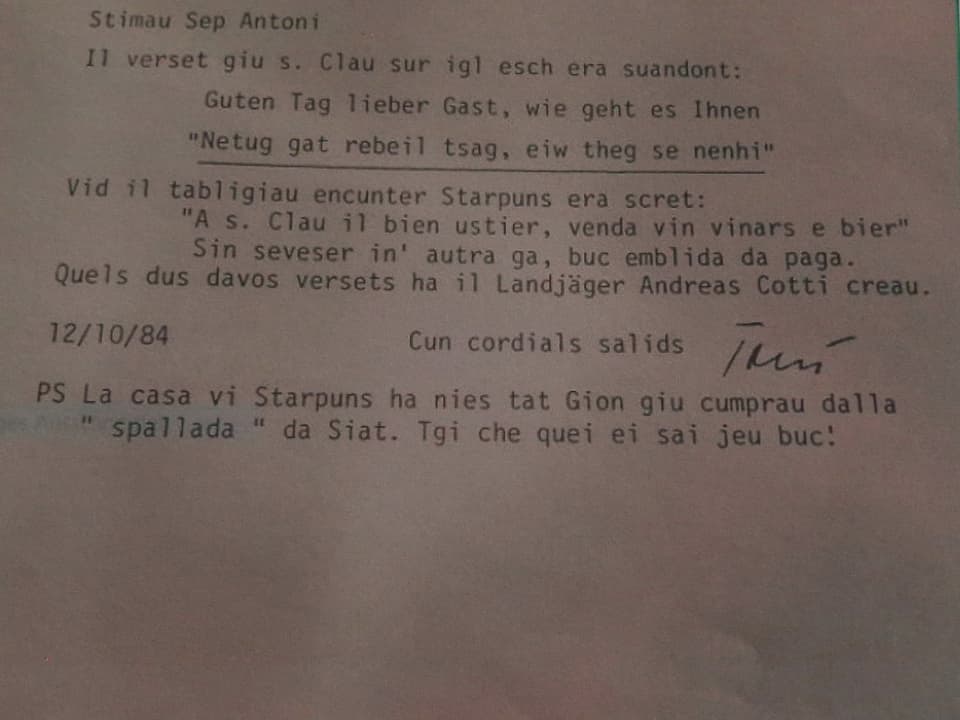 Stimau Sep Antoni
Il verset giu s. Clau sur igl esch era suandont:
Guten Tag lieber Gast, wie geht es Ihnen
"Netug gat rebeil tsag, eiw theg se nenhi"
Vid il tabligiau encunter Starpuns era scret:
"A s. Clau il bien ustier, venda vin vinars e bier"
Sin seveser in' autra ga, buc emblida da paga.
Quels dus davos versets ha il Landjäger Andreas Cotti creau.
12/10/84 Cun cordials salids
PS La casa vi Starpuns ha nies tat Gion giu cumprau dalla
" spallada " da Siat. Tgi che quei ei sai jeu buc!